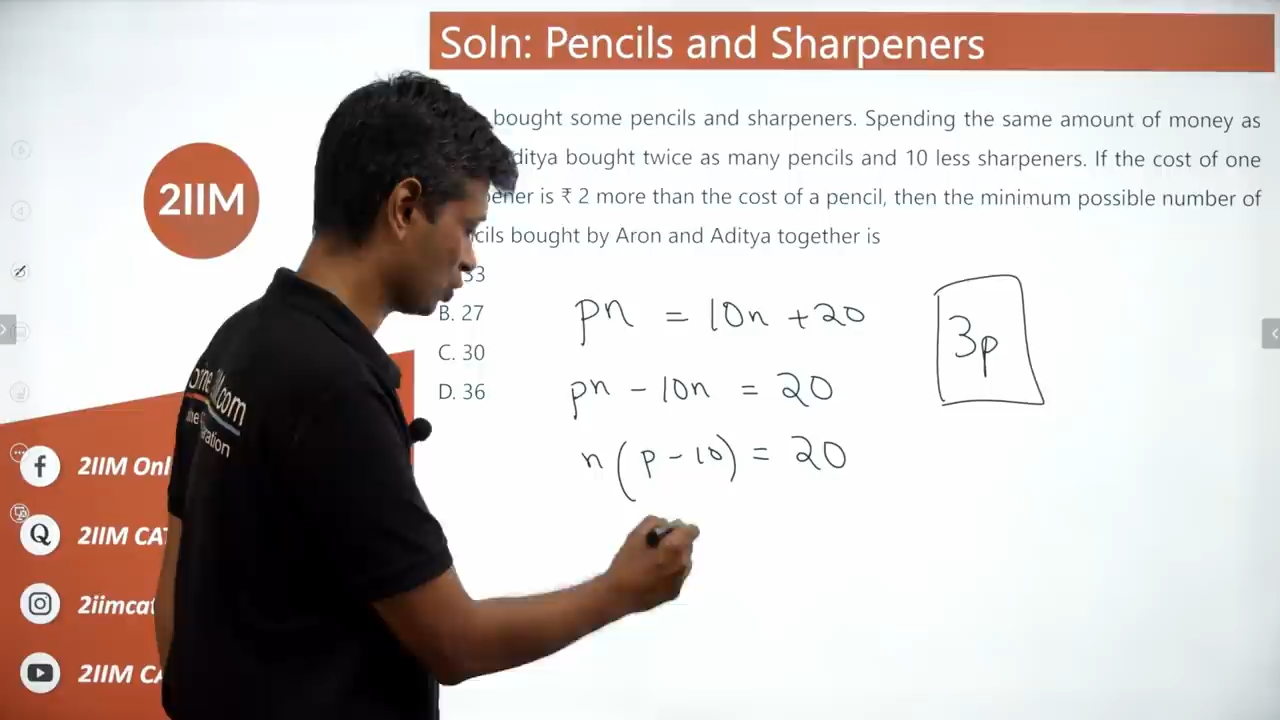 Soln: Pencils and Sharpeners
bought some pencils and sharpeners. Spending the same amount of money as
ditya bought twice as many pencils and 10 less sharpeners. If the cost of one
ener is ₹ 2 more than the cost of a pencil, then the minimum possible number of
cils bought by Aron and Aditya together is
33
B. 27
C. 30
D. 36
pn = 10n + 20
pn - 10n = 20
n(p - 10) = 20
3p
2IIM
2IIM Onl
2IIM CAT
2iimcat
2IIM CA